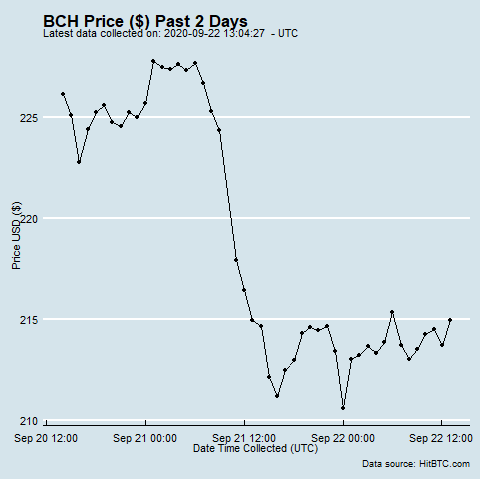 BCH Price ($) Past 2 Days
Latest data collected on: 2020-09-22 13:04:27 - UTC
Price USD ($)
225
220
215
210
Sep 20 12:00 Sep 21 00:00 Sep 21 12:00 Sep 22 00:00 Sep 22 12:00
Date Time Collected (UTC)
Data source: HitBTC.com